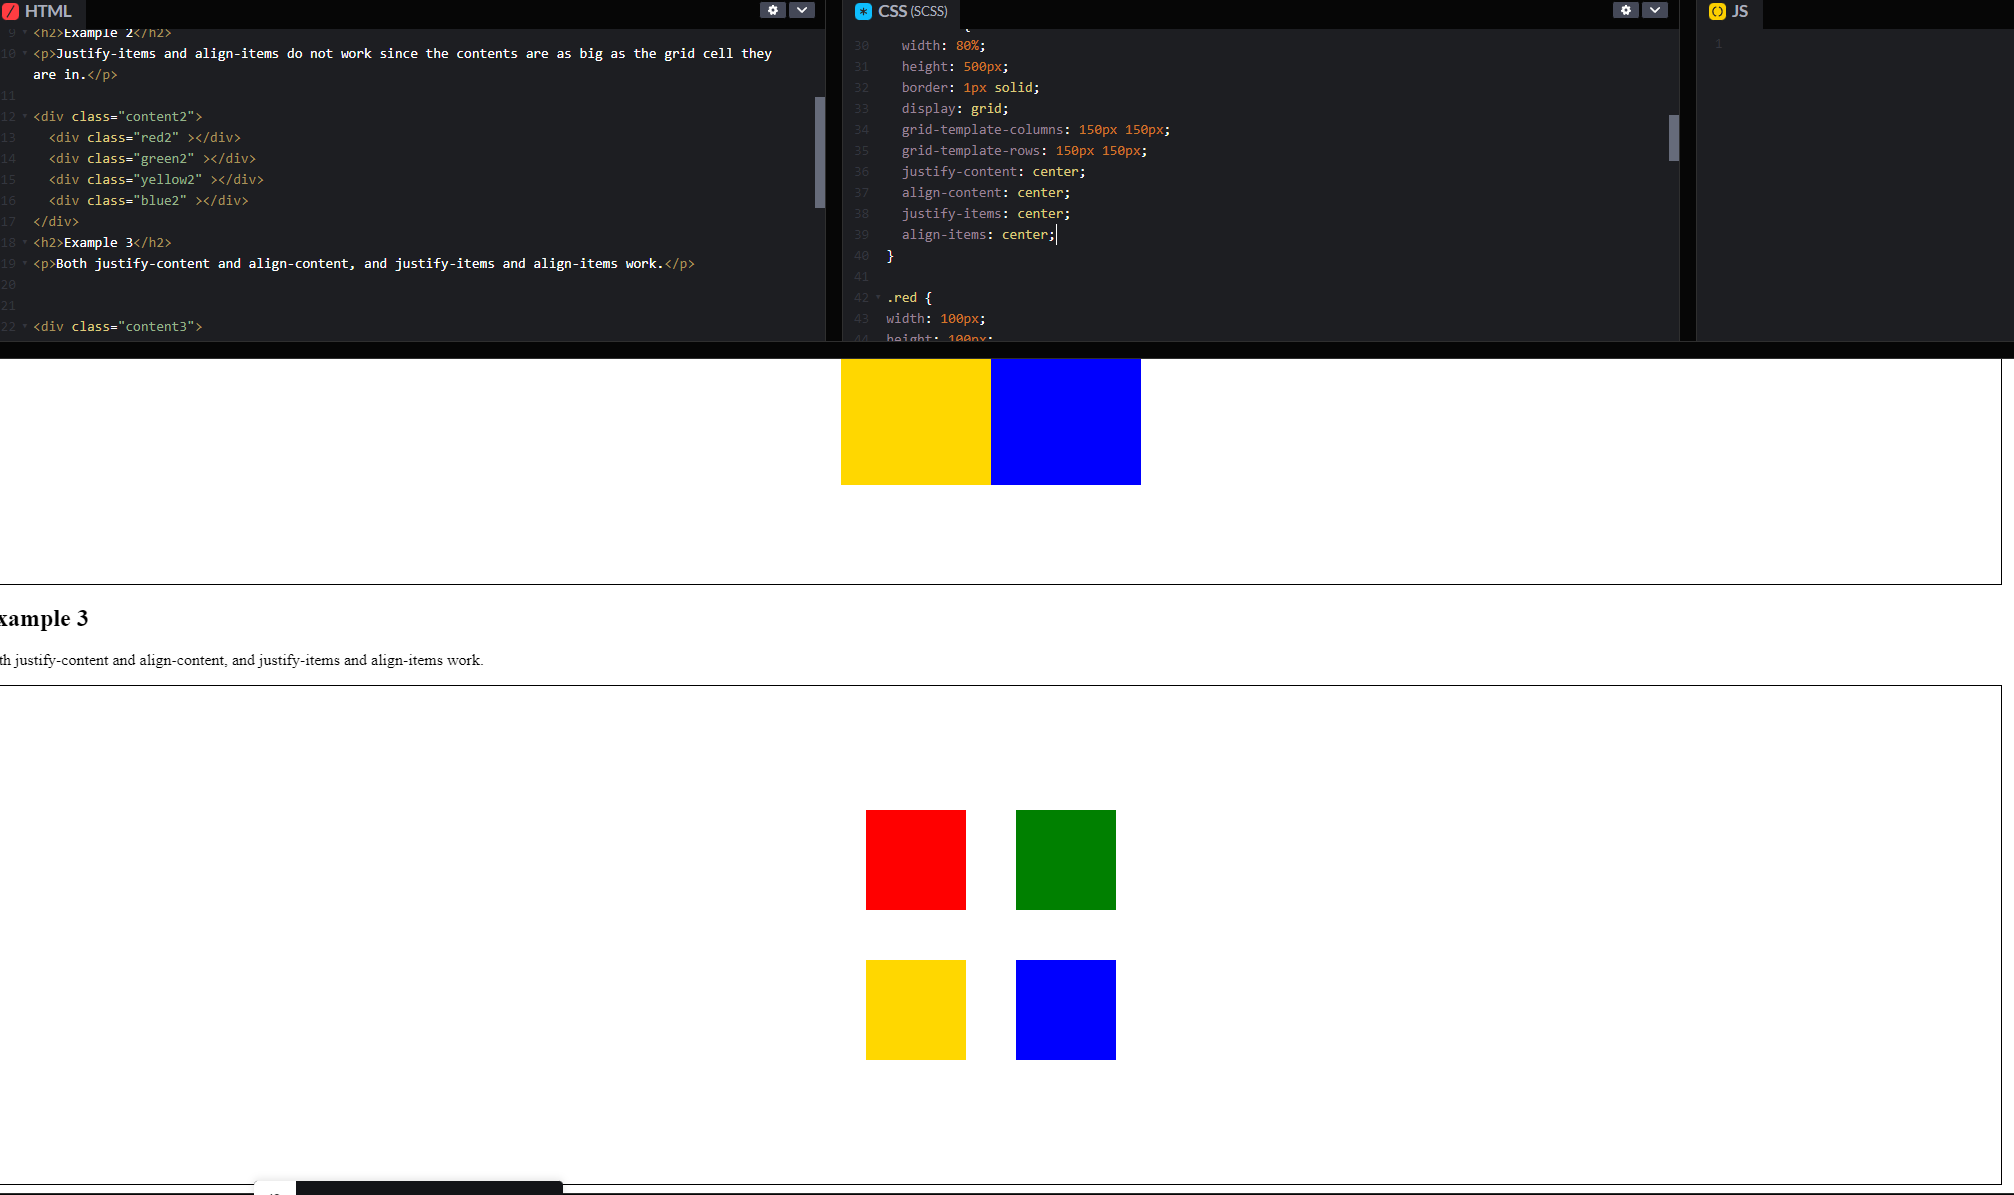 HTML
9 <h2>Example 2</h2>
10 <p>Justify-items and align-items do not work since the contents are as big as the grid cell they
are in.</p>
11
12 <div class="content2">
13 <div class="red2" ></div>
14 <div class="green2" ></div>
15 <div class="yellow2" ></div>
16 <div class="blue2" ></div>
17 </div>
18 <h2>Example 3</h2>
19 <p>Both justify-content and align-content, and justify-items and align-items work.</p>
20
21
22 <div class="content3">
CSS (SCSS)
{
30 width: 80%;
31 height: 500px;
32 border: 1px solid;
33 display: grid;
34 grid-template-columns: 150px 150px;
35 grid-template-rows: 150px 150px;
36 justify-content: center;
37 align-content: center;
38 justify-items: center;
39 align-items: center;
40 }
41
42 .red {
43 width: 100px;
44 height: 100px;
JS
1
xample 3
th justify-content and align-content, and justify-items and align-items work.